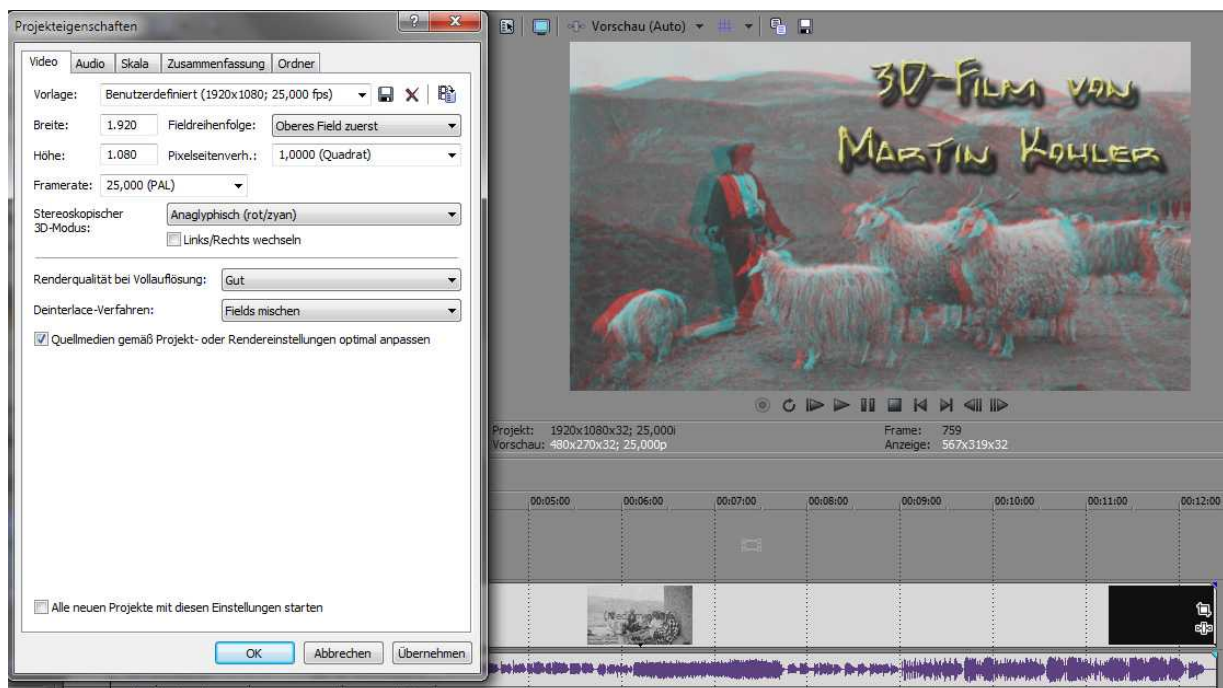 Projekteigenschaften
Video Audio Skala Zusammenfassung Ordner
Vorlage: Benutzerdefiniert (1920x1080; 25,000 fps)
Breite: 1.920 Fieldreihenfolge: Oberes Field zuerst
Höhe: 1.080 Pixelseitenverh.: 1,0000 (Quadrat)
Framerate: 25,000 (PAL)
Stereoskopischer
3D-Modus:
Anaglyphisch (rot/zyan)
Links/Rechts wechseln
Renderqualität bei Vollauflösung: Gut
Deinterlace-Verfahren: Fields mischen
Quellmedien gemäß Projekt- oder Rendereinstellungen optimal anpassen
Alle neuen Projekte mit diesen Einstellungen starten
OK Abbrechen Übernehmen
Vorschau (Auto)
3D-Film von
Martin Kohler
Projekt: 1920x1080x32; 25,000i
Vorschau: 480x270x32; 25,000p
Frame: 759
Anzeige: 567x319x32
00:05:00 00:06:00 00:07:00 00:08:00 00:09:00 00:10:00 00:11:00 00:12:00